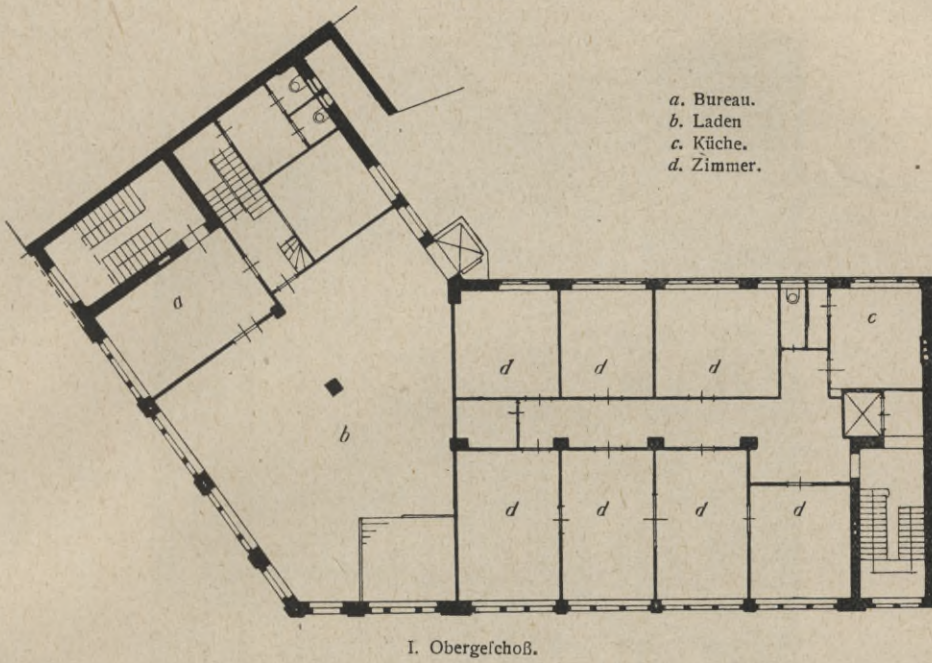 a. Bureau.
b. Laden
c. Küche.
d. Zimmer.
a
b
c
d
d
d
d
d
d
d
I. Obergeſchoß.